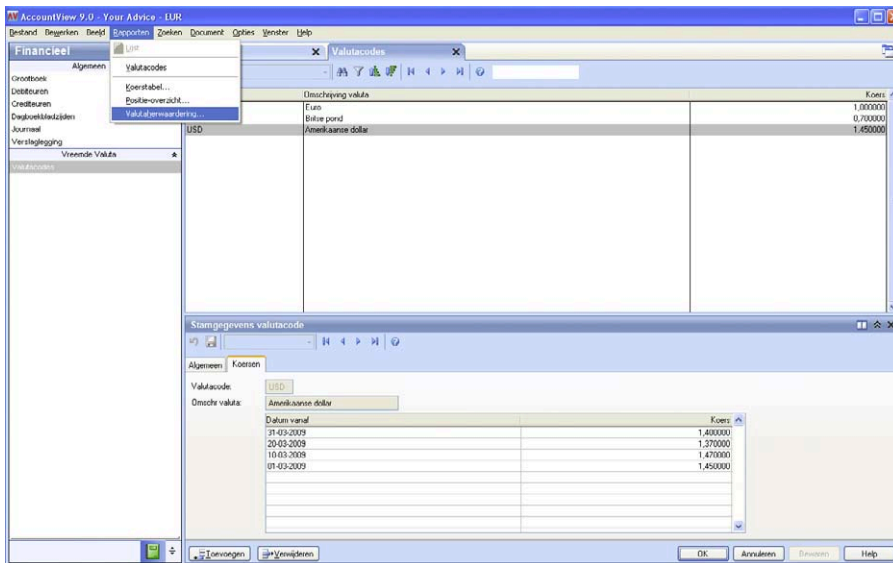 AccountView 9.0 - Your Advice - EUR
Bestand Bewerken Beeld Rapporten Zoeken Document Opties Venster Help
Financieel
Valutacodes
Lijst
Valutacodes
Koerstabel...
Positie-overzicht...
Valutaherwaardering...
Algemeen
Grootboek
Debiteuren
Crediteuren
Dagboekbladzijden
Journaal
Verslaglegging
Vreemde Valuta
Valutacodes
Omschrijving valuta Koers
Euro 1,000000
Britse pond 0,700000
USD Amerikaanse dollar 1,450000
Stamgegevens valutacode
Algemeen Koersen
Valutacode: USD
Omschr valuta: Amerikaanse dollar
Datum vanaf Koers
31-03-2009 1,400000
20-03-2009 1,370000
10-03-2009 1,470000
01-03-2009 1,450000
Toevoegen Verwijderen OK Annuleren Bewaren Help